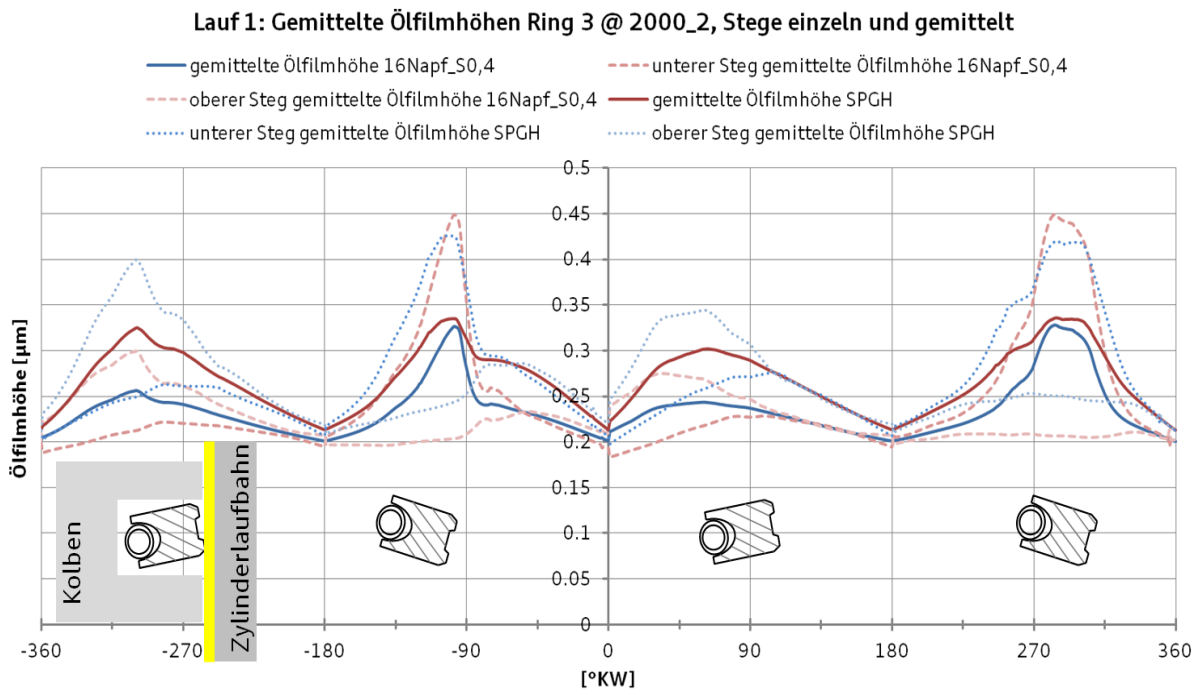 Lauf 1: Gemittelte Ölfilmhöhen Ring 3 @ 2000_2, Stege einzeln und gemittelt
gemittelte Ölfilmhöhe 16Napf_S0,4
unterer Steg gemittelte Ölfilmhöhe 16Napf_S0,4
oberer Steg gemittelte Ölfilmhöhe 16Napf_S0,4
gemittelte Ölfilmhöhe SPGH
unterer Steg gemittelte Ölfilmhöhe SPGH
oberer Steg gemittelte Ölfilmhöhe SPGH
Ölfilmhöhe [µm]
0.5
0.45
0.4
0.35
0.3
0.25
0.2
0.15
0.1
0.05
0
Kolben
Zylinderlaufbahn
-360 -270 -180 -90 0 90 180 270 360
[°KW]